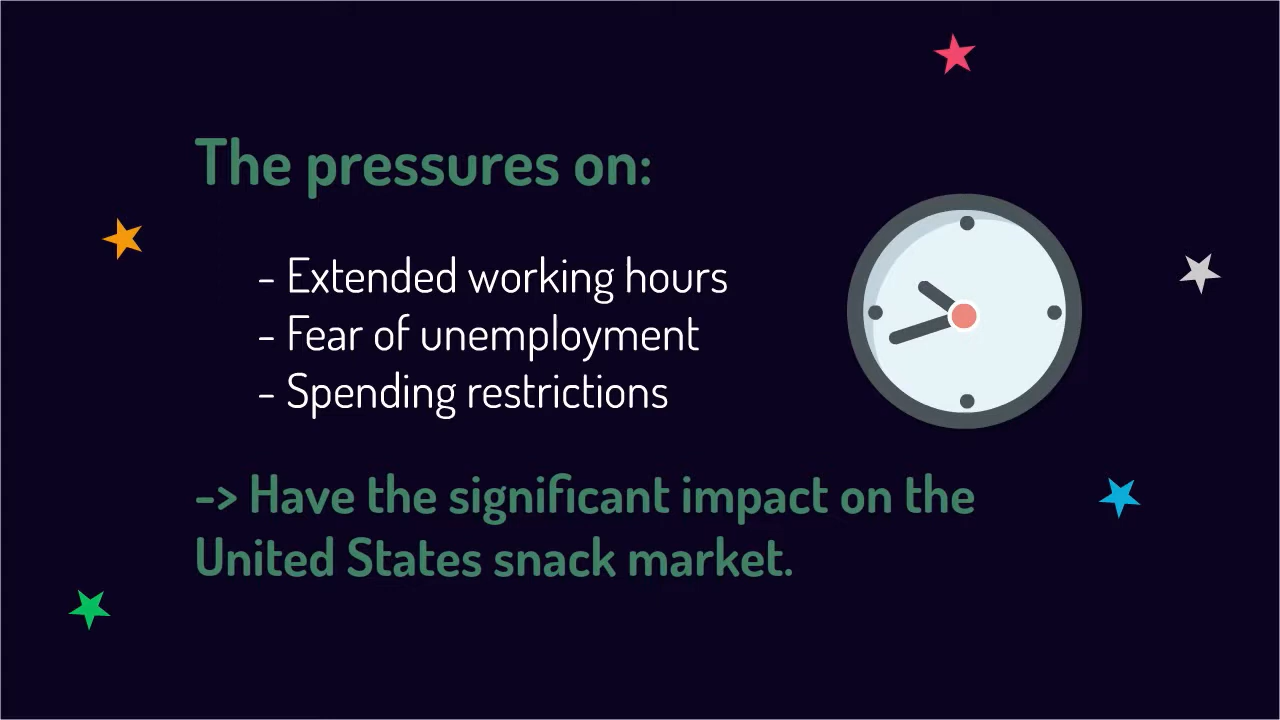 The pressures on:
- Extended working hours
- Fear of unemployment
- Spending restrictions
-> Have the significant impact on the
United States snack market.